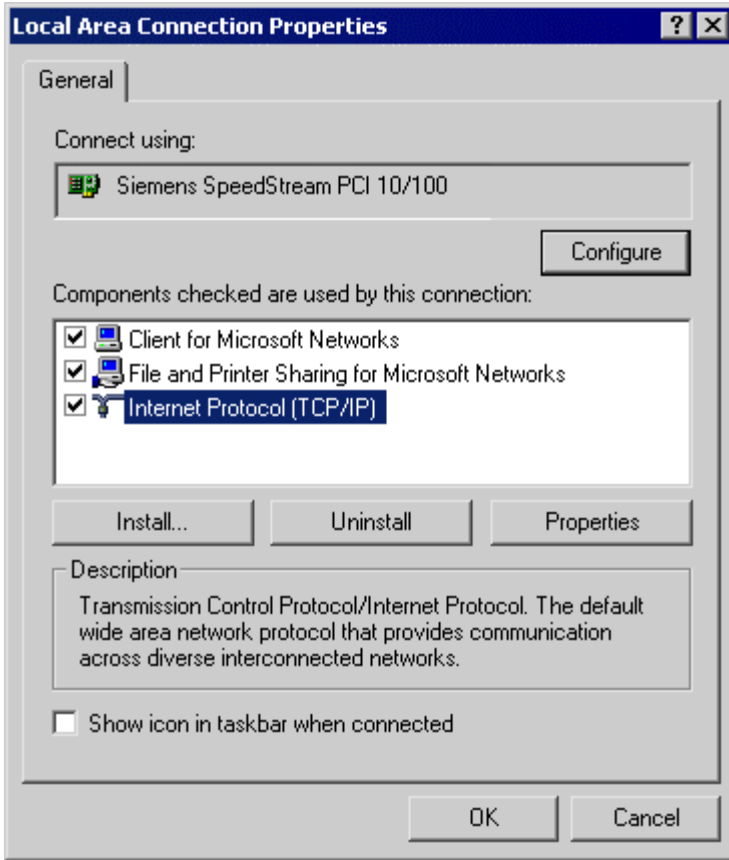 Local Area Connection Properties
General
Connect using:
Siemens SpeedStream PCI 10/100
Configure
Components checked are used by this connection:
Client for Microsoft Networks
File and Printer Sharing for Microsoft Networks
Internet Protocol (TCP/IP)
Install... Uninstall Properties
Description
Transmission Control Protocol/Internet Protocol. The default
wide area network protocol that provides communication
across diverse interconnected networks.
Show icon in taskbar when connected
OK Cancel